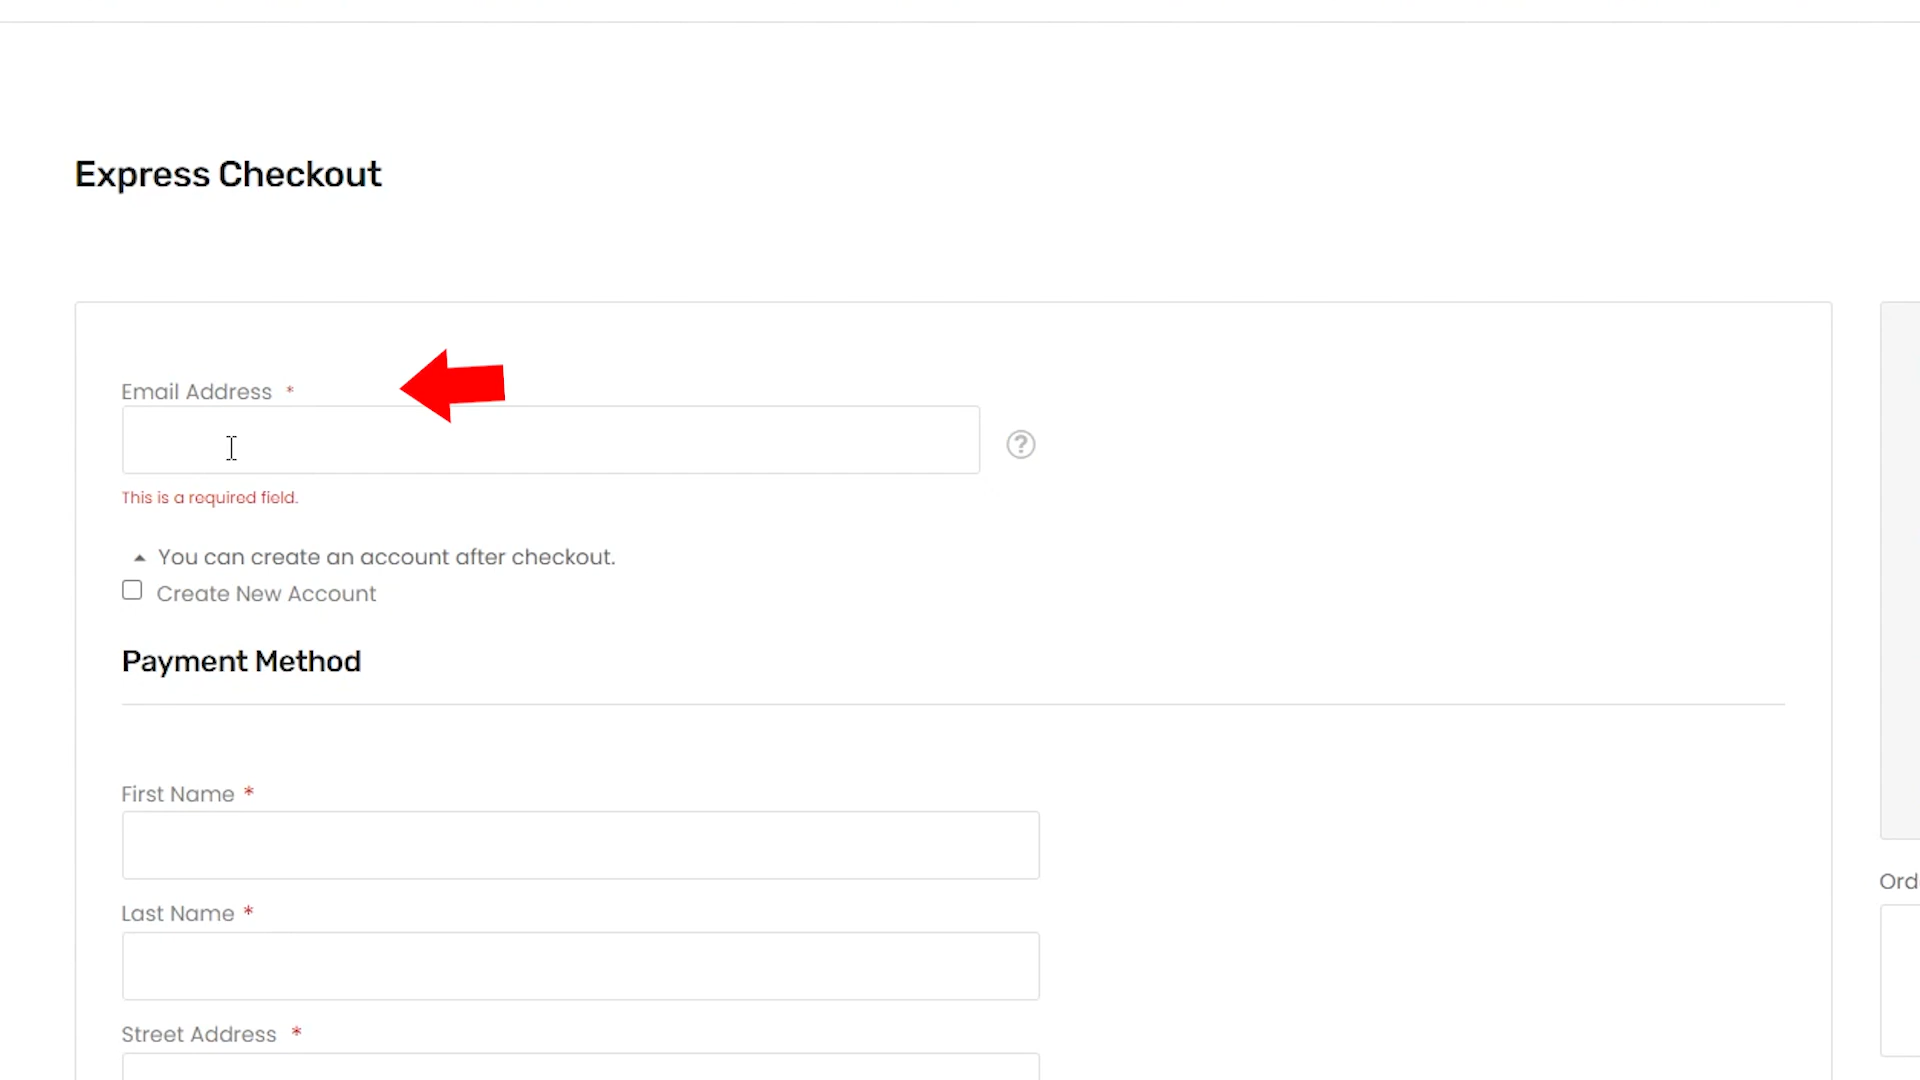 Express Checkout
Email Address *
This is a required field.
You can create an account after checkout.
Create New Account
Payment Method
First Name *
Last Name *
Street Address *
Ord